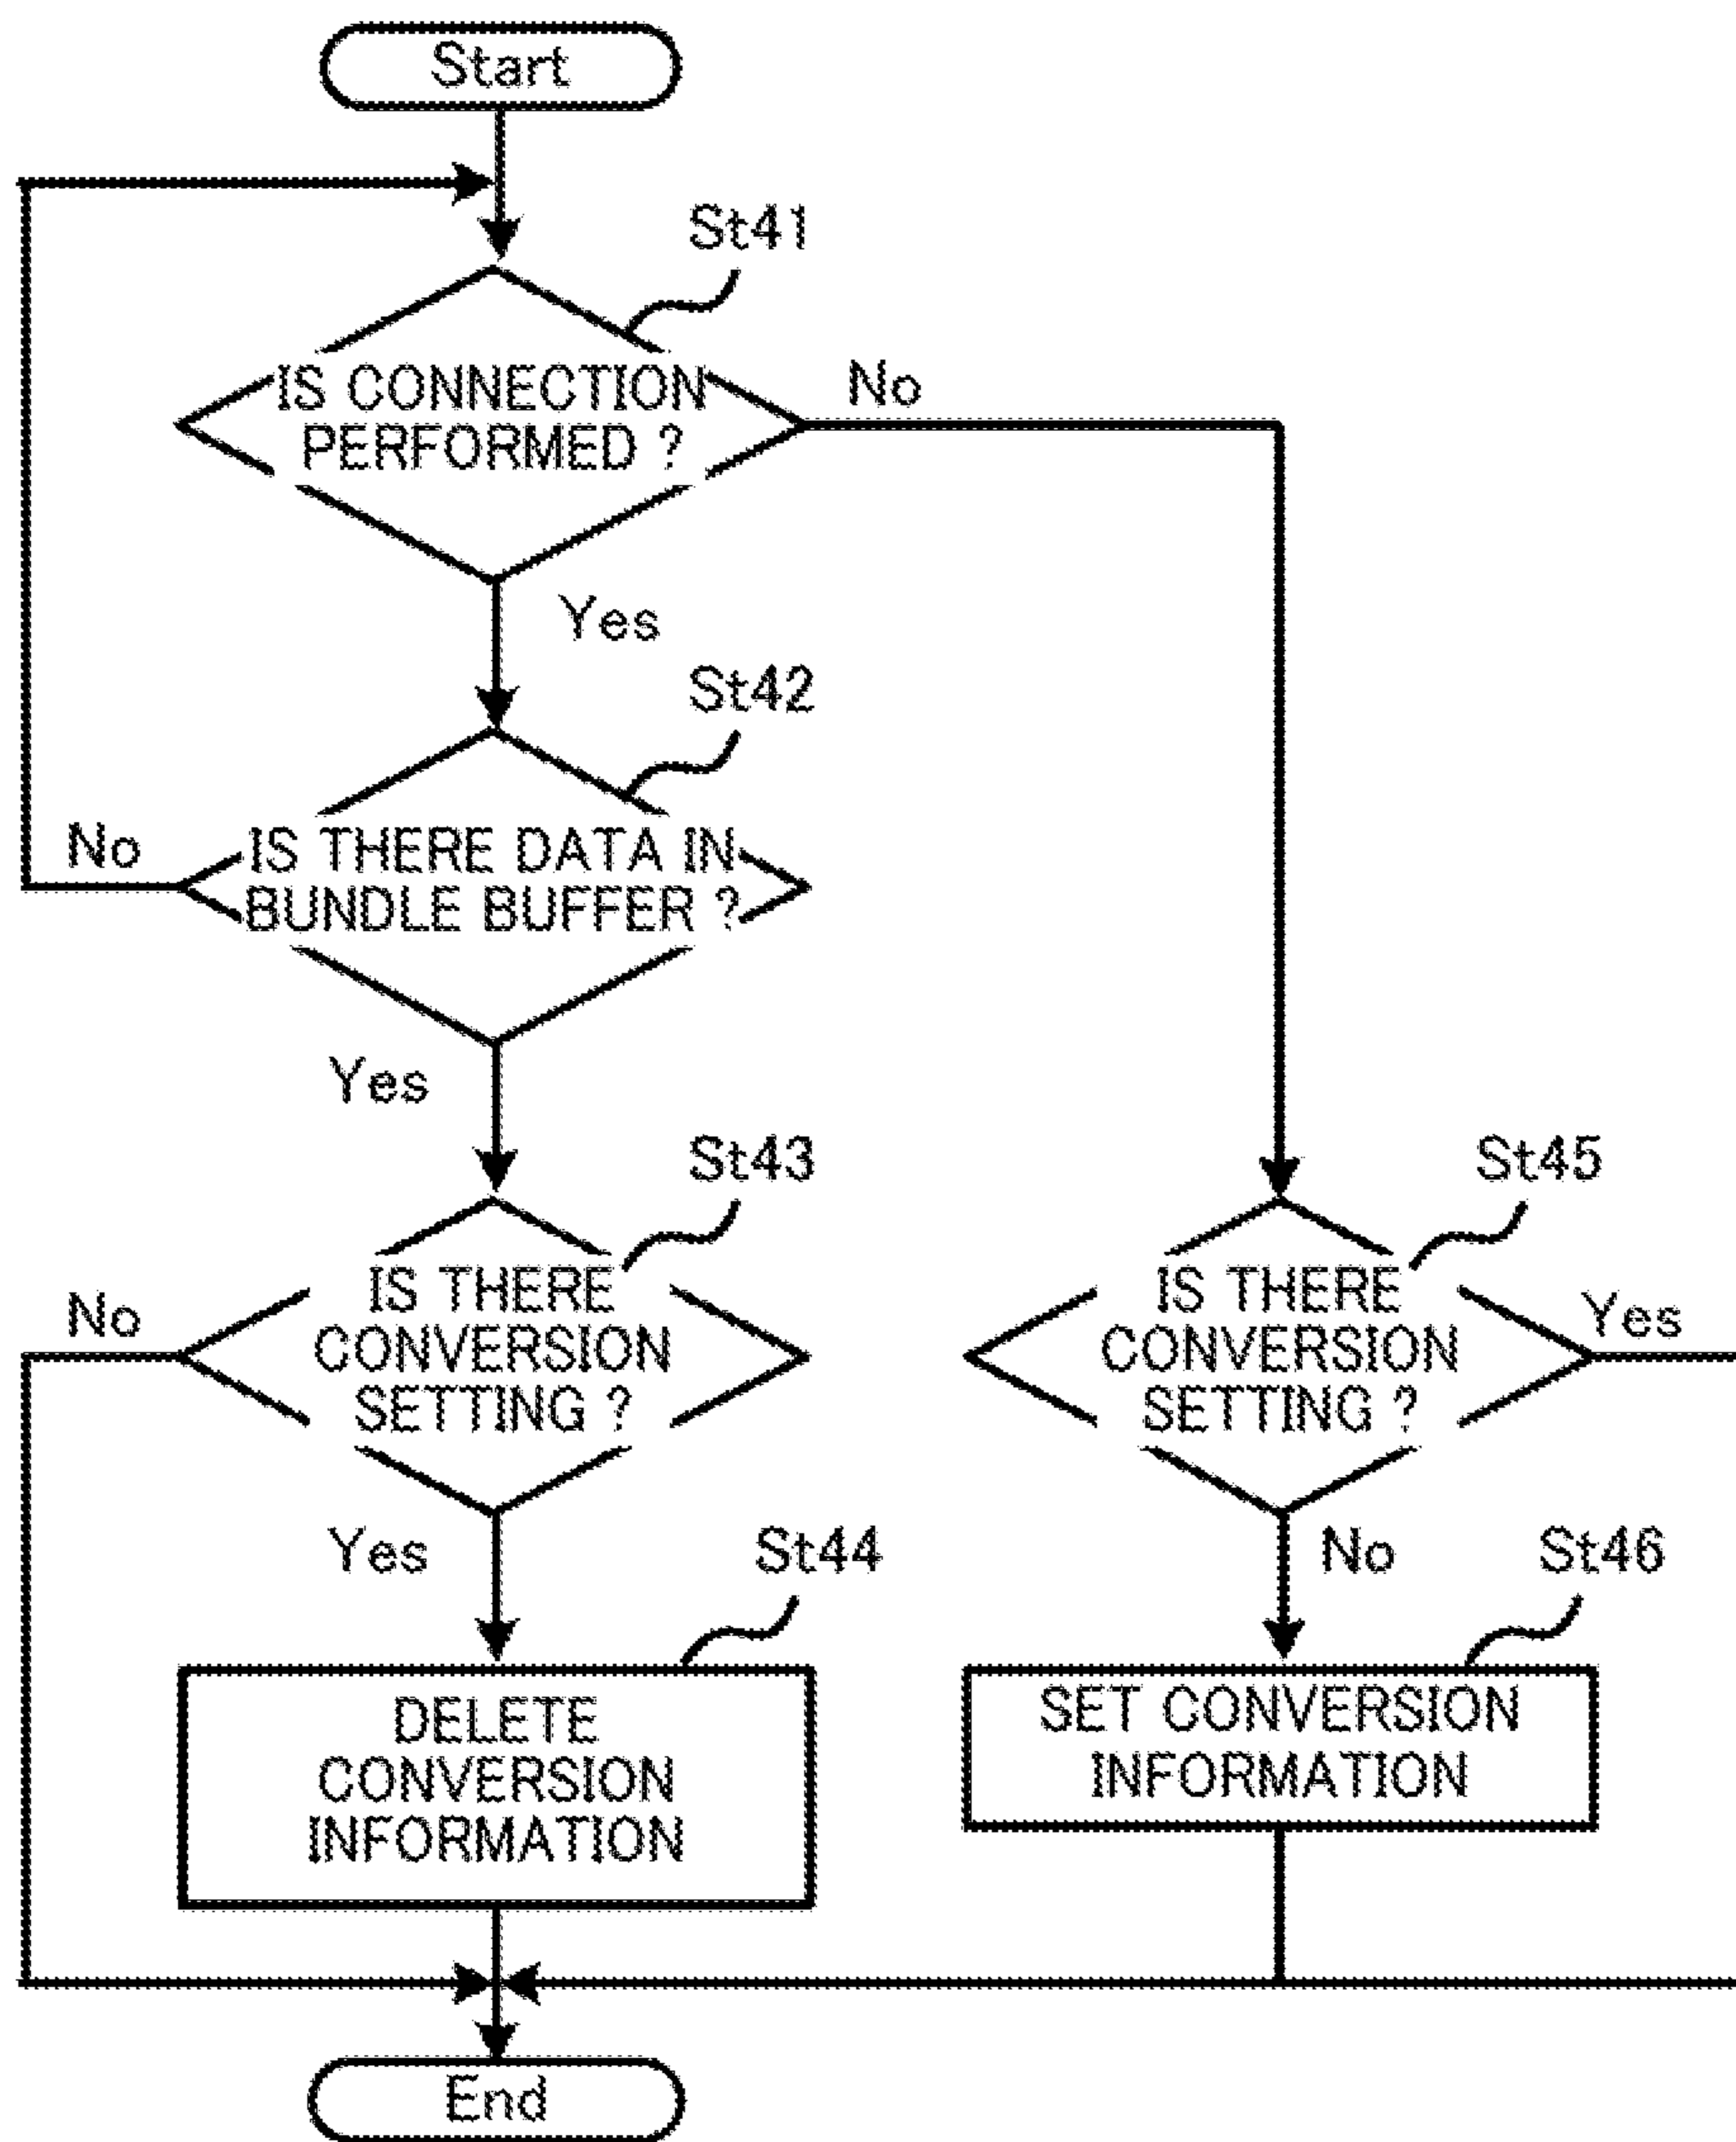 Start
St41
IS CONNECTION
PERFORMED ?
No
Yes
St42
IS THERE DATA IN
BUNDLE BUFFER ?
No
Yes
St43
IS THERE
CONVERSION
SETTING ?
No
Yes
St45
IS THERE
CONVERSION
SETTING ?
Yes
No
St44
DELETE
CONVERSION
INFORMATION
St46
SET CONVERSION
INFORMATION
End